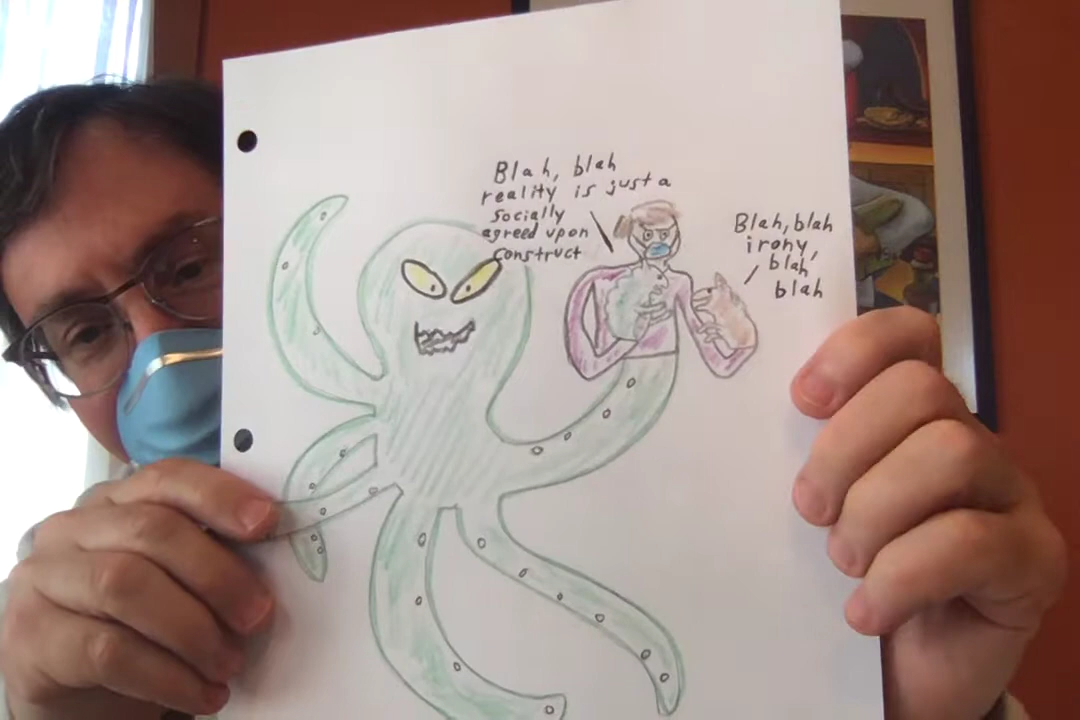 Blah, blah
reality is just a
socially
agreed upon
construct
Blah, blah
irony,
blah
blah